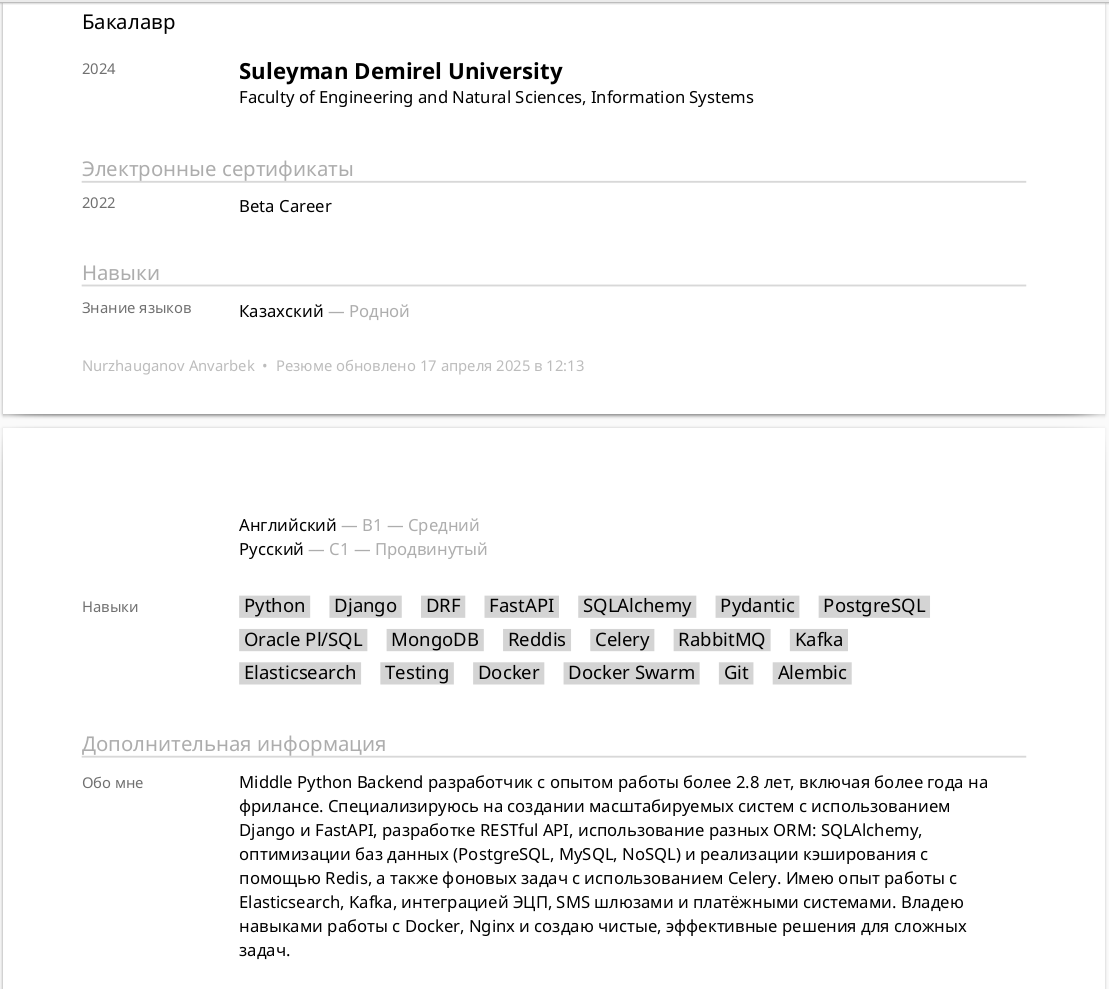 Бакалавр
2024
Suleyman Demirel University
Faculty of Engineering and Natural Sciences, Information Systems
Электронные сертификаты
2022
Beta Career
Навыки
Знание языков
Казахский — Родной
Nurzhauganov Anvarbek • Резюме обновлено 17 апреля 2025 в 12:13
Английский — B1 — Средний
Русский — C1 — Продвинутый
Навыки
Python Django DRF FastAPI SQLAlchemy Pydantic PostgreSQL
Oracle Pl/SQL MongoDB Reddis Celery RabbitMQ Kafka
Elasticsearch Testing Docker Docker Swarm Git Alembic
Дополнительная информация
Обо мне
Middle Python Backend разработчик с опытом работы более 2.8 лет, включая более года на
фрилансе. Специализируюсь на создании масштабируемых систем с использованием
Django и FastAPI, разработке RESTful API, использование разных ORM: SQLAlchemy,
оптимизации баз данных (PostgreSQL, MySQL, NoSQL) и реализации кэширования с
помощью Redis, а также фоновых задач с использованием Celery. Имею опыт работы с
Elasticsearch, Kafka, интеграцией ЭЦП, SMS шлюзами и платёжными системами. Владею
навыками работы с Docker, Nginx и создаю чистые, эффективные решения для сложных
задач.